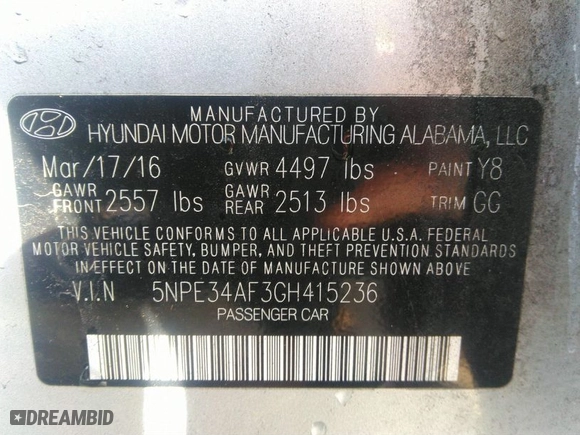 MANUFACTURED BY
HYUNDAI MOTOR MANUFACTURING ALABAMA, LLC
Mar/17/16 GVWR 4497 lbs PAINT Y8
GAWR FRONT 2557 lbs GAWR REAR 2513 lbs TRIM GG
THIS VEHICLE CONFORMS TO ALL APPLICABLE U.S.A. FEDERAL
MOTOR VEHICLE SAFETY, BUMPER, AND THEFT PREVENTION STANDARDS
IN EFFECT ON THE DATE OF MANUFACTURE SHOWN ABOVE
V.I.N 5NPE34AF3GH415236
PASSENGER CAR
DREAMBID